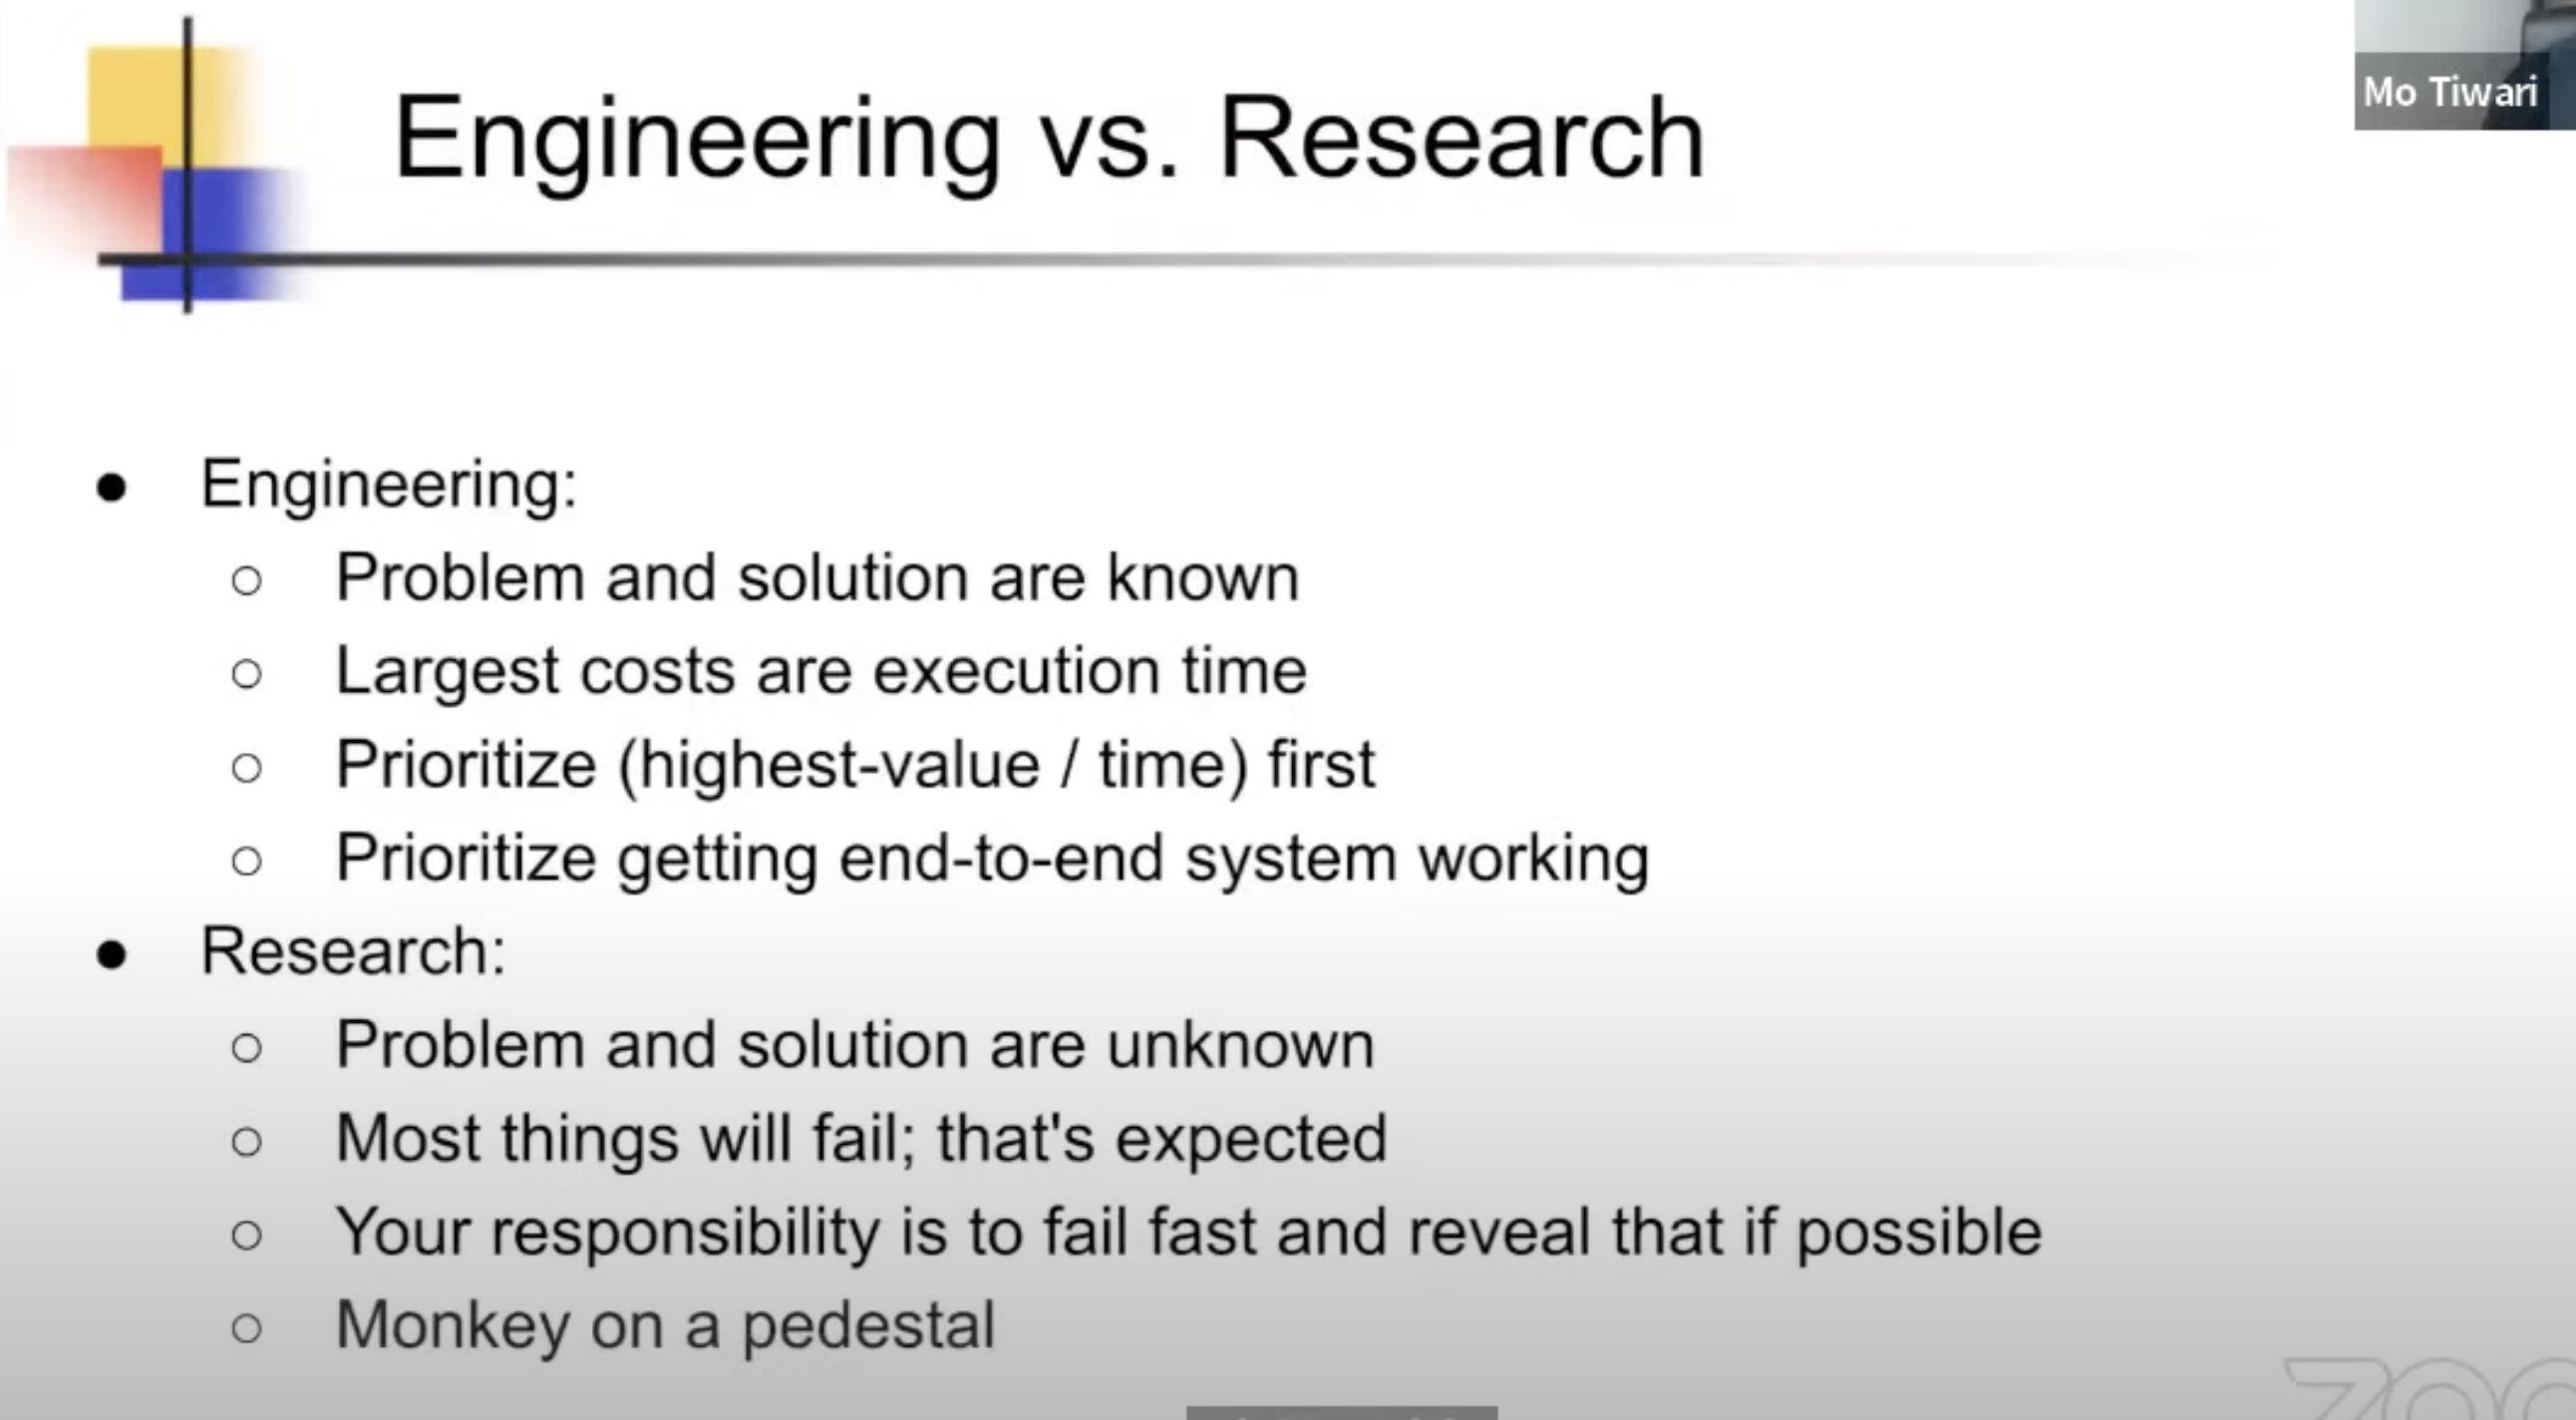 Engineering vs. Research
Mo Tiwari
● Engineering:
○ Problem and solution are known
○ Largest costs are execution time
○ Prioritize (highest-value / time) first
○ Prioritize getting end-to-end system working
● Research:
○ Problem and solution are unknown
○ Most things will fail; that's expected
○ Your responsibility is to fail fast and reveal that if possible
○ Monkey on a pedestal